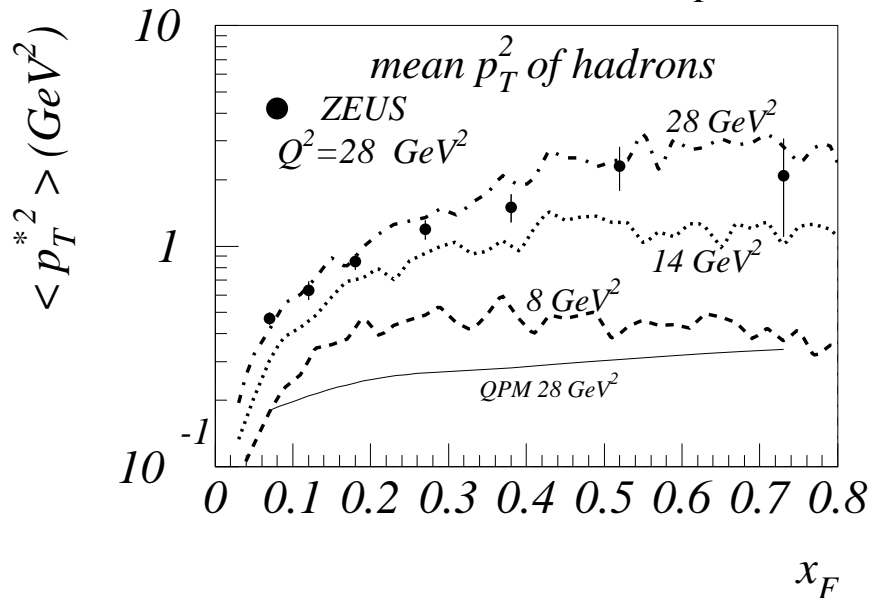 10
mean p_T^2 of hadrons
ZEUS
Q^2=28 GeV^2
28 GeV^2
<p_T^{*2}>(GeV^2)
1
14 GeV^2
8 GeV^2
QPM 28 GeV^2
10^{-1}
0 0.1 0.2 0.3 0.4 0.5 0.6 0.7 0.8
x_F